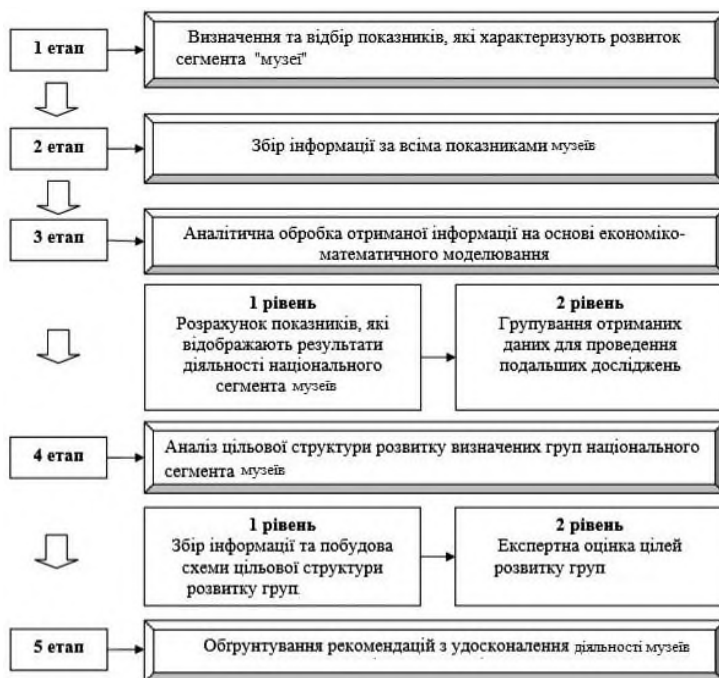 1 етап
Визначення та відбір показників, які характеризують розвиток
сегмента "музеї"
2 етап
Збір інформації за всіма показниками музеїв
3 етап
Аналітична обробка отриманої інформації на основі економіко-
математичного моделювання
1 рівень
Розрахунок показників, які
відображають результати
діяльності національного
сегмента музеїв
2 рівень
Групування отриманих
даних для проведення
подальших досліджень
4 етап
Аналіз цільової структури розвитку визначених груп національного
сегмента музеїв
1 рівень
Збір інформації та побудова
схеми цільової структури
розвитку груп
2 рівень
Експертна оцінка цілей
розвитку груп
5 етап
Обґрунтування рекомендацій з удосконалення діяльності музеїв